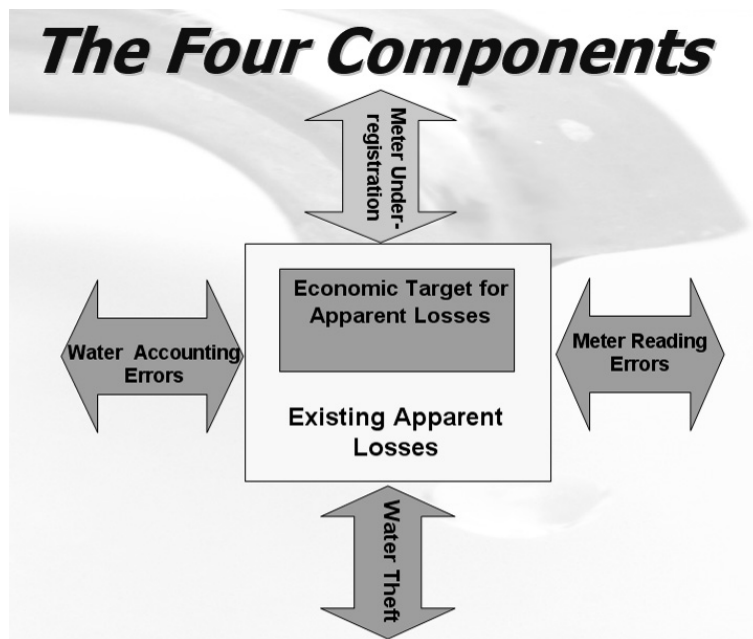 The Four Components
Meter Under-
registration
Economic Target for
Apparent Losses
Water Accounting
Errors
Meter Reading
Errors
Existing Apparent
Losses
Water Theft